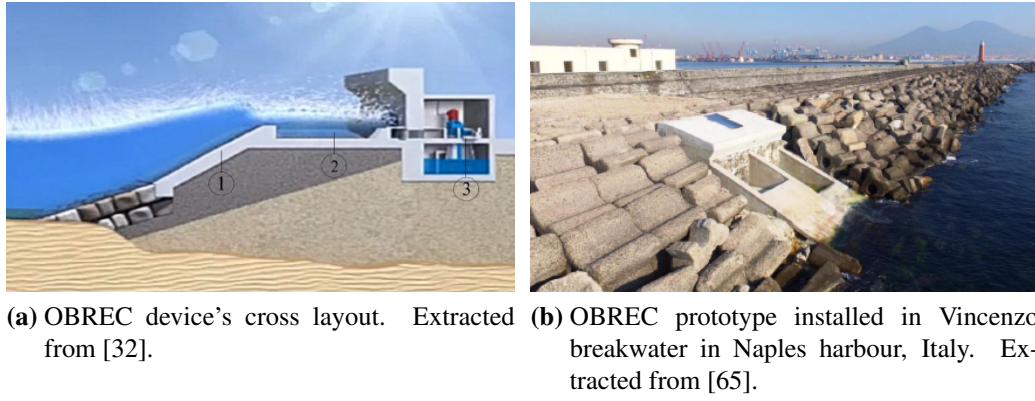 1
2
3
(a) OBREC device's cross layout. Extracted
from [32].
(b) OBREC prototype installed in Vincenzo
breakwater in Naples harbour, Italy. Ex-
tracted from [65].